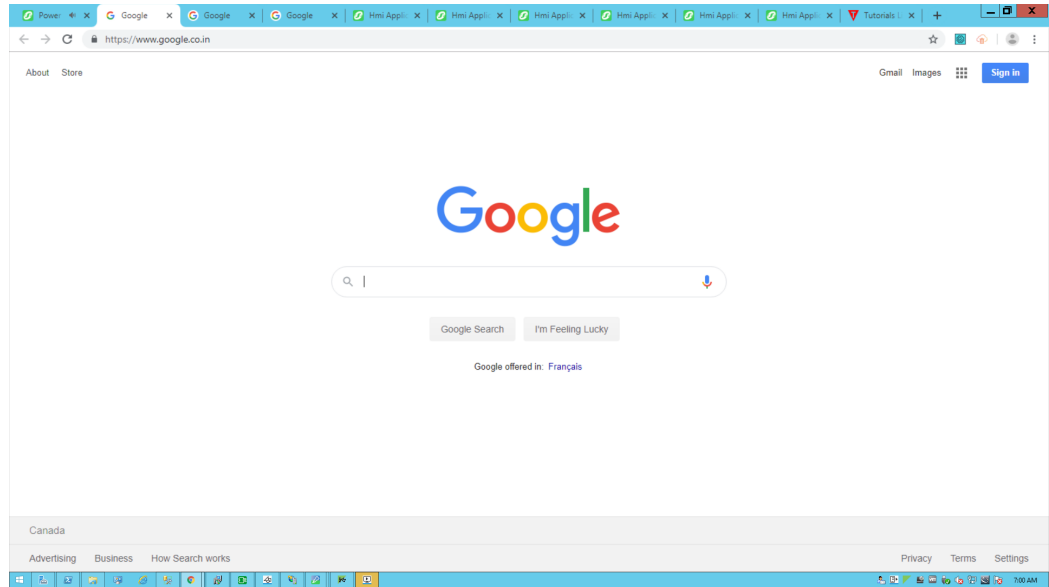 Power Google Google Google Hmi Applic Hmi Applic Hmi Applic Hmi Applic Hmi Applic Hmi Applic Tutorials
https://www.google.co.in
About Store Gmail Images Sign in
Google
Google Search I'm Feeling Lucky
Google offered in: Français
Canada
Advertising Business How Search works Privacy Terms Settings
7:00 AM